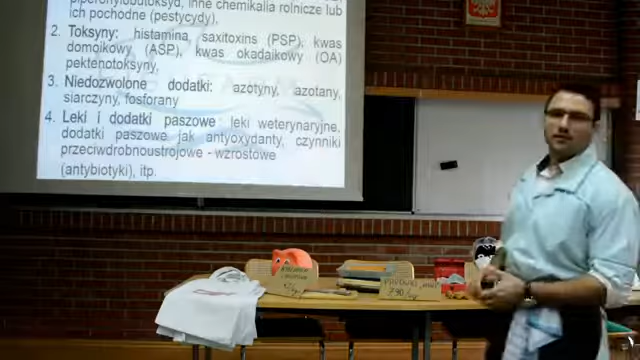 piperonylobutoksyd, inne chemikalia rolnicze lub
ich pochodne (pestycydy),
2. Toksyny: histamina, saxitoxins (PSP), kwas
domoikowy (ASP), kwas okadaikowy (OA)
pektenotoksyny,
3. Niedozwolone dodatki: azotyny, azotany,
siarczyny, fosforany
4. Leki i dodatki paszowe: leki weterynaryjne,
dodatki paszowe jak antyoxydanty, czynniki
przeciwdrobnoustrojowe - wzrostowe
(antybiotyki), itp.